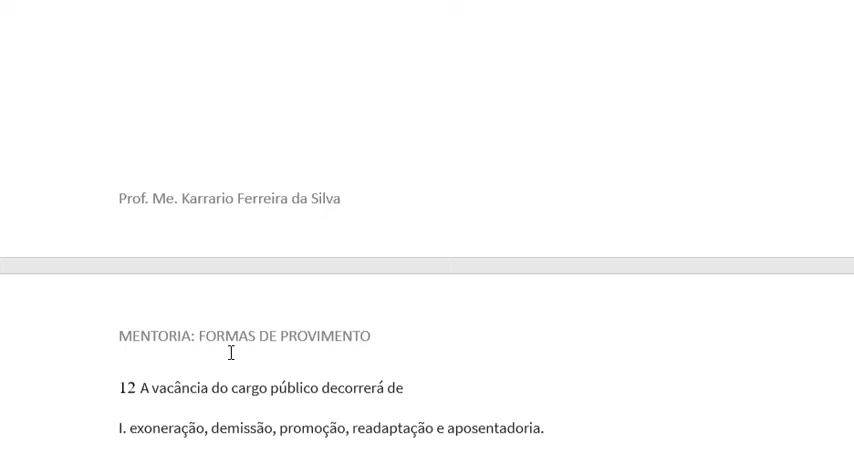 Prof. Me. Karrario Ferreira da Silva
MENTORIA: FORMAS DE PROVIMENTO
12 A vacância do cargo público decorrerá de
I. exoneração, demissão, promoção, readaptação e aposentadoria.